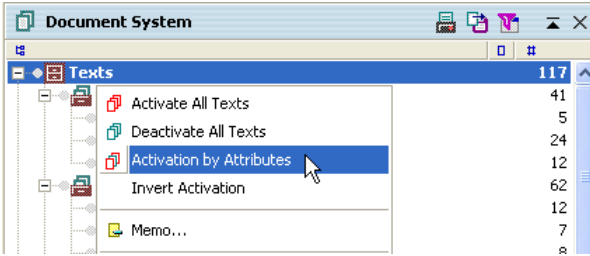 Document System
#
Texts 117
41
Activate All Texts
5
Deactivate All Texts
24
Activation by Attributes
12
Invert Activation
62
12
Memo...
7
8